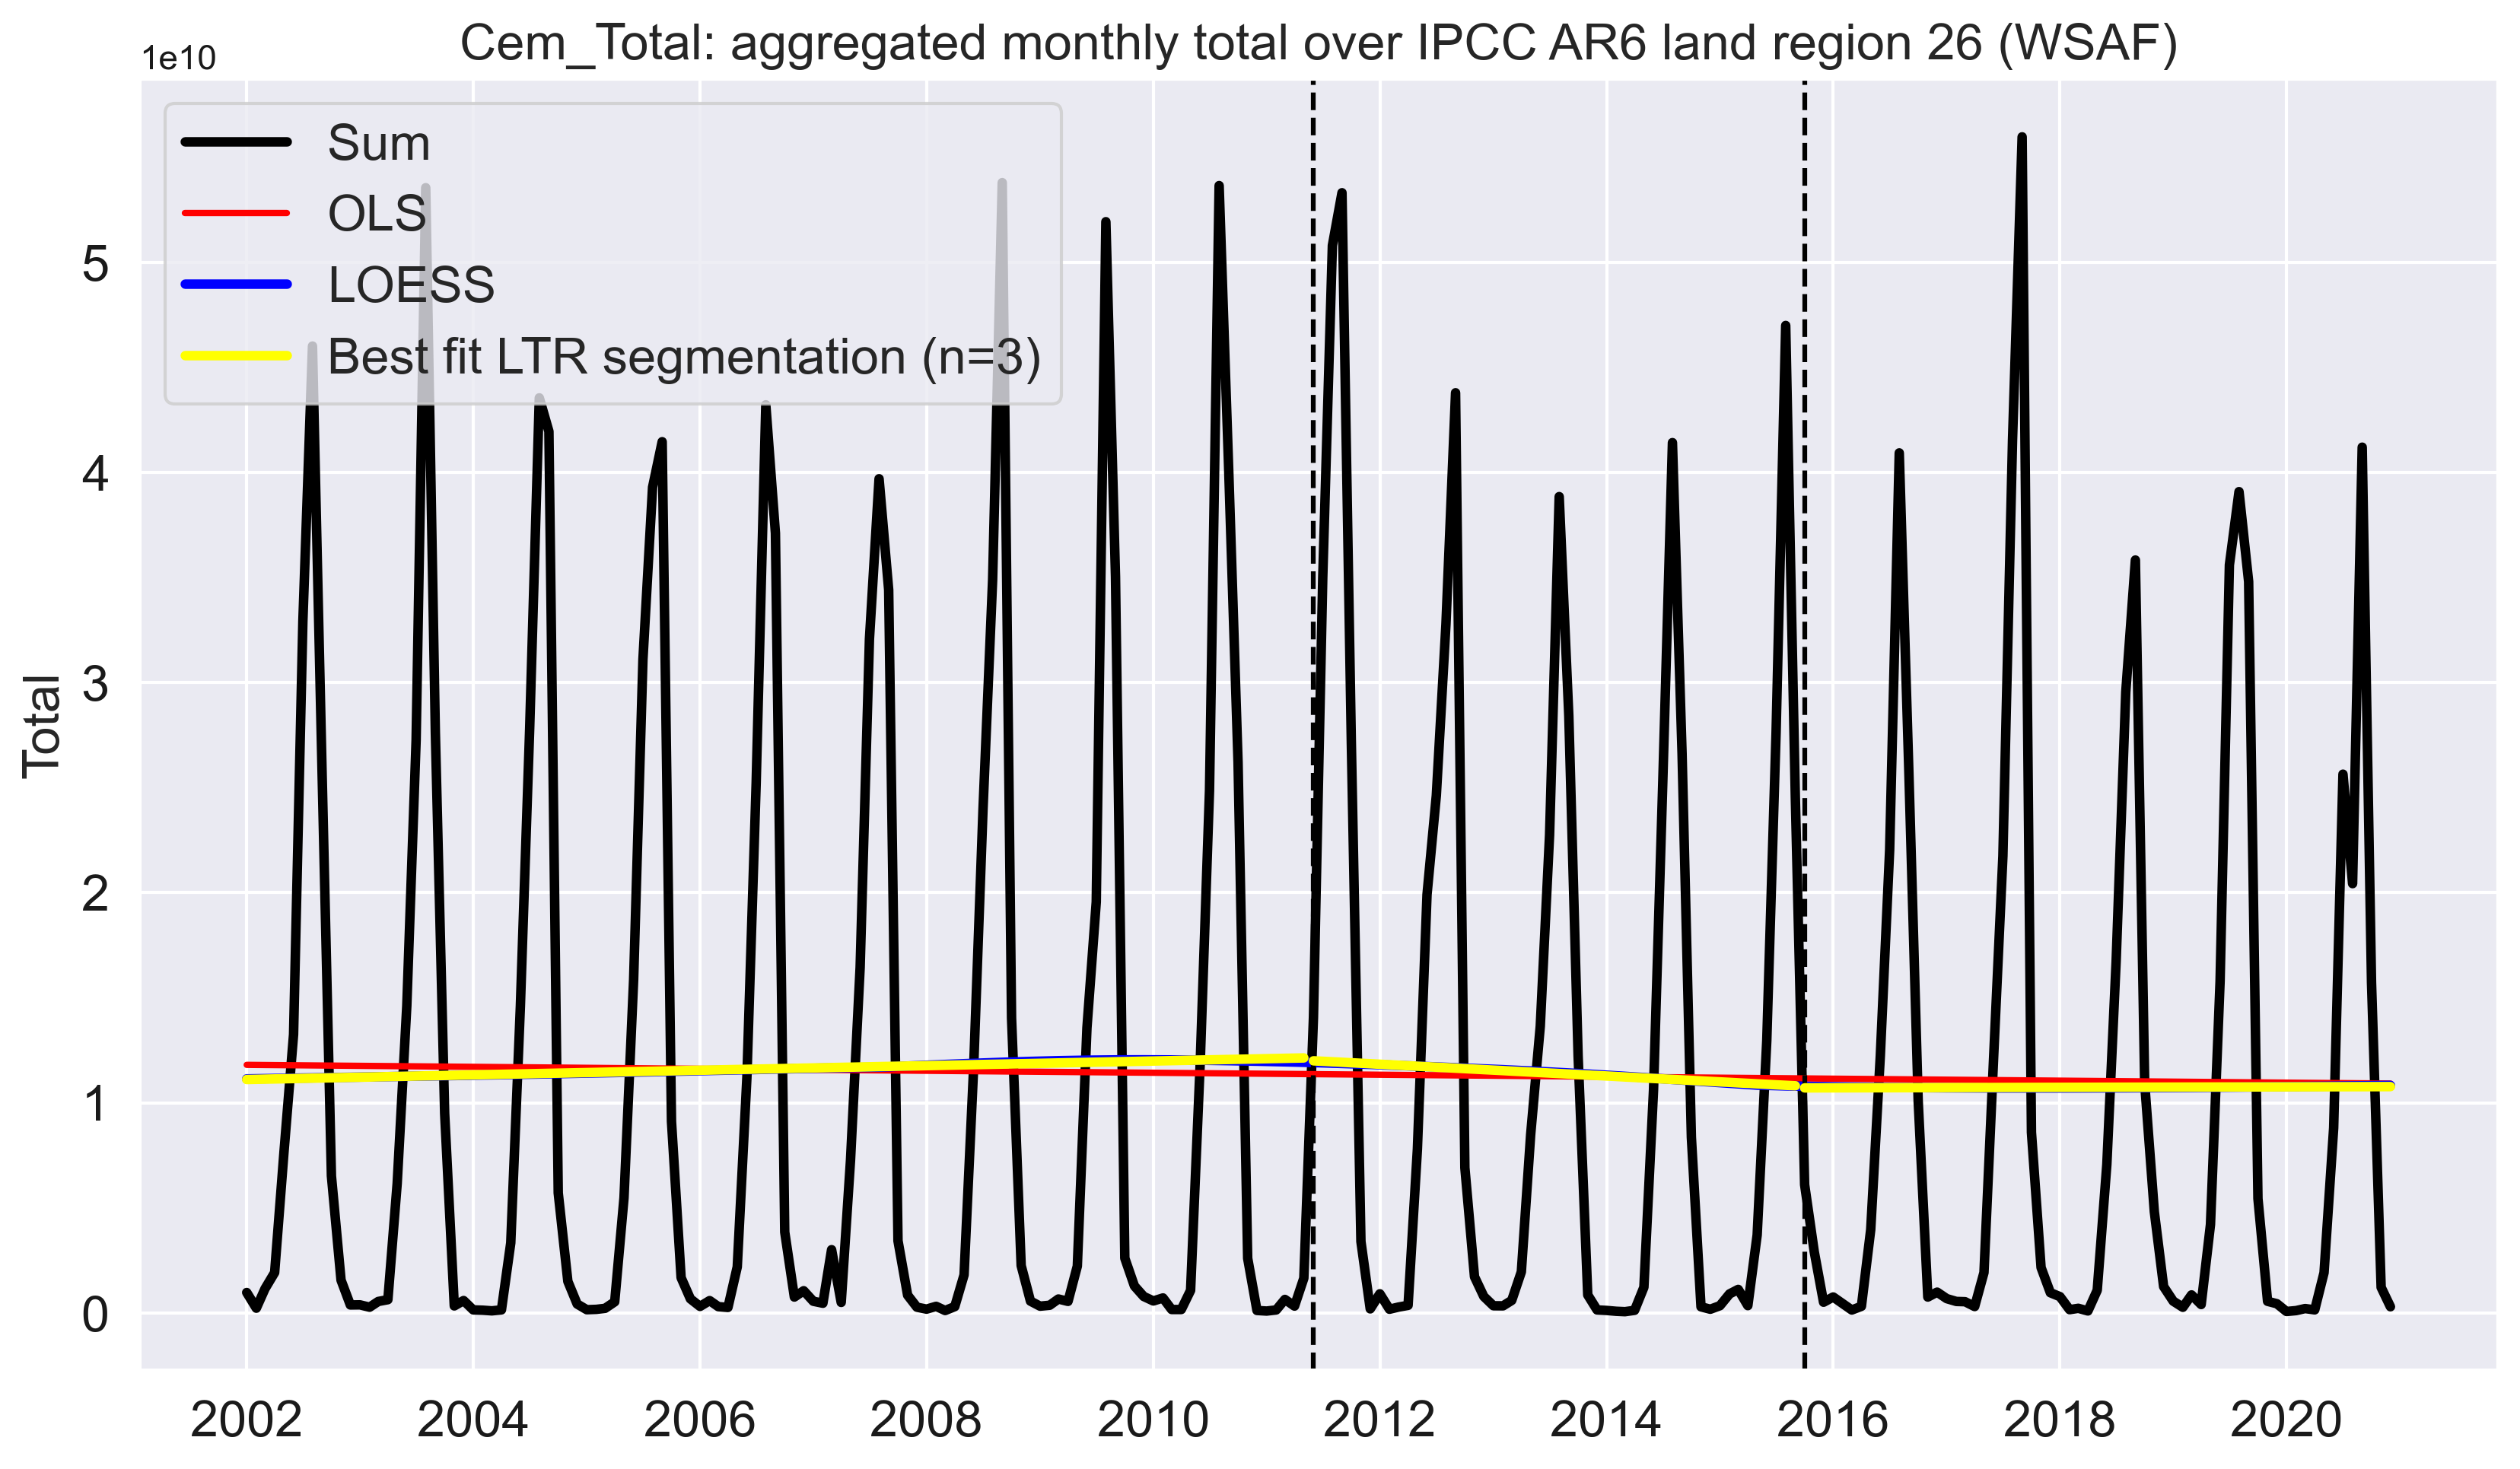 Cem_Total: aggregated monthly total over IPCC AR6 land region 26 (WSAF)
1e10
Sum
OLS
LOESS
Best fit LTR segmentation (n=3)
5
4
3
2
1
0
Total
2002 2004 2006 2008 2010 2012 2014 2016 2018 2020